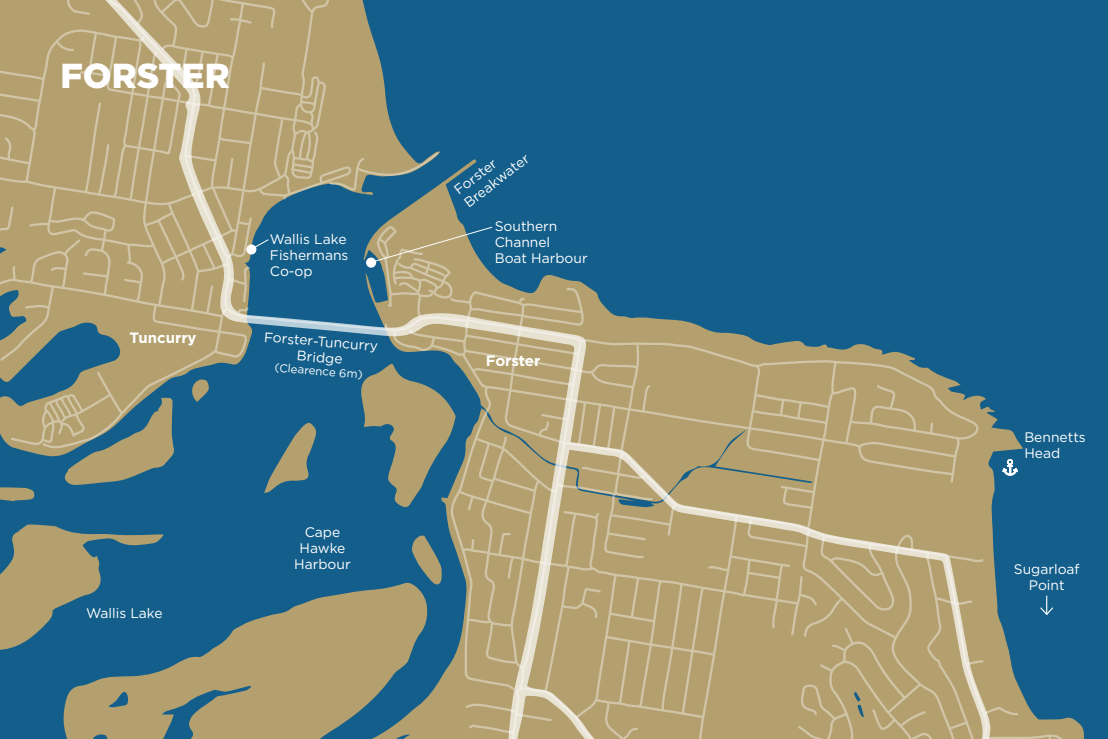 FORSTER
Forster
Breakwater
Southern
Channel
Boat Harbour
Wallis Lake
Fishermans
Co-op
Tuncurry
Forster-Tuncurry
Bridge
(Clearence 6m)
Forster
Bennetts
Head
Cape
Hawke
Harbour
Sugarloaf
Point
Wallis Lake